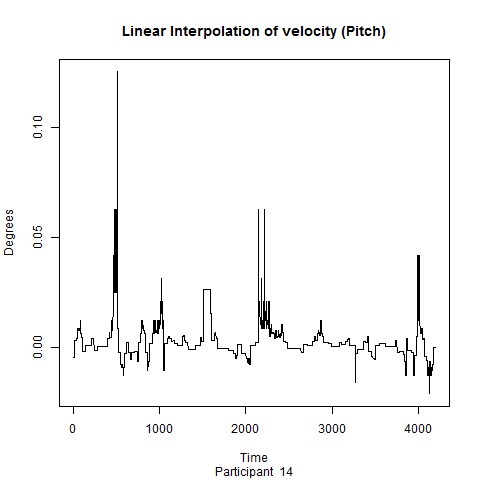 Linear Interpolation of velocity (Pitch)
Degrees
0.10
0.05
0.00
0 1000 2000 3000 4000
Time
Participant 14